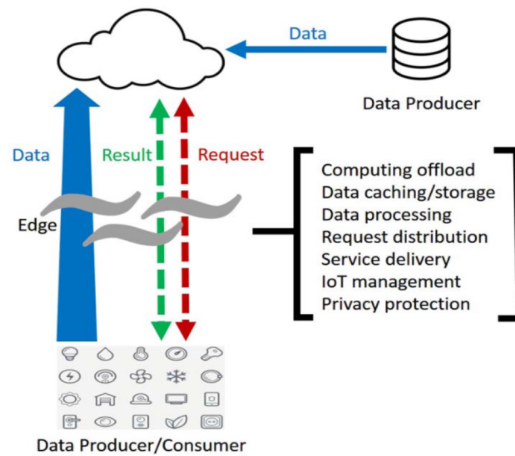 Data
Data Producer
Data
Result
Request
Edge
Computing offload
Data caching/storage
Data processing
Request distribution
Service delivery
IoT management
Privacy protection
Data Producer/Consumer